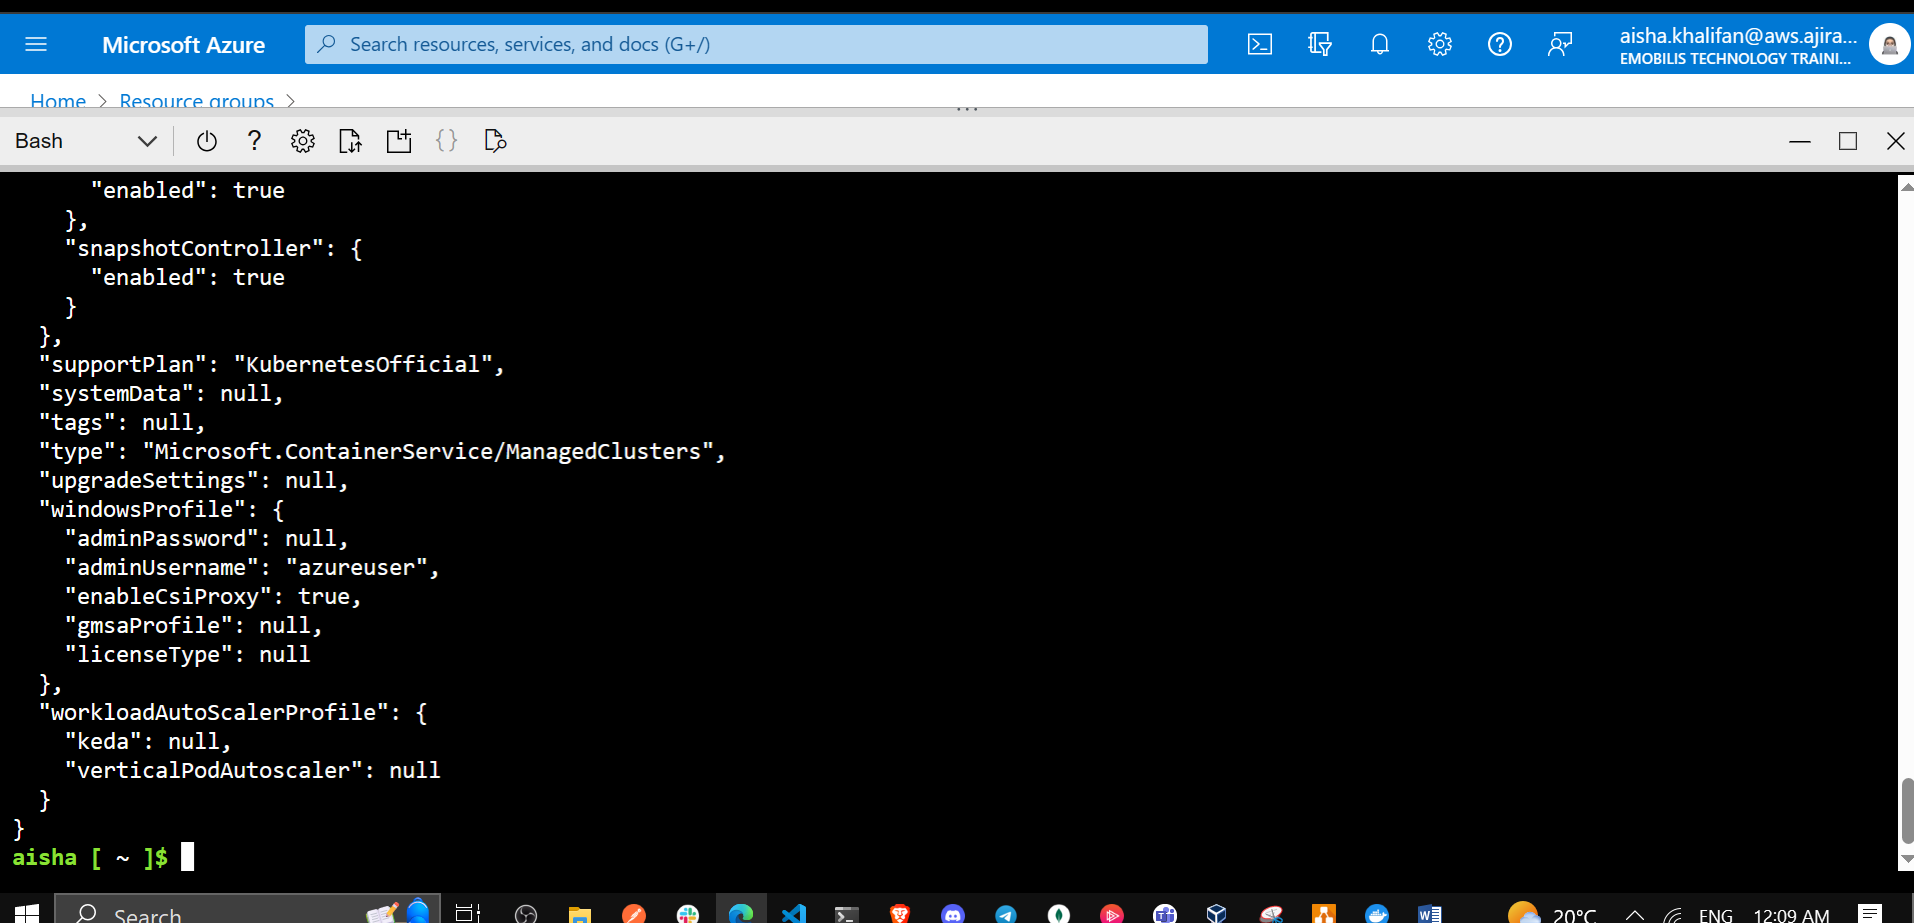 Microsoft Azure
Search resources, services, and docs (G+/)
aisha.khalifan@aws.ajira...
EMOBILIS TECHNOLOGY TRAINI...
Home > Resource groups >
Bash
"enabled": true
},
"snapshotController": {
"enabled": true
}
},
"supportPlan": "KubernetesOfficial",
"systemData": null,
"tags": null,
"type": "Microsoft.ContainerService/ManagedClusters",
"upgradeSettings": null,
"windowsProfile": {
"adminPassword": null,
"adminUsername": "azureuser",
"enableCsiProxy": true,
"gmsaProfile": null,
"licenseType": null
},
"workloadAutoScalerProfile": {
"keda": null,
"verticalPodAutoscaler": null
}
}
aisha [ ~ ]$
Search
20°C
ENG
12:09 AM